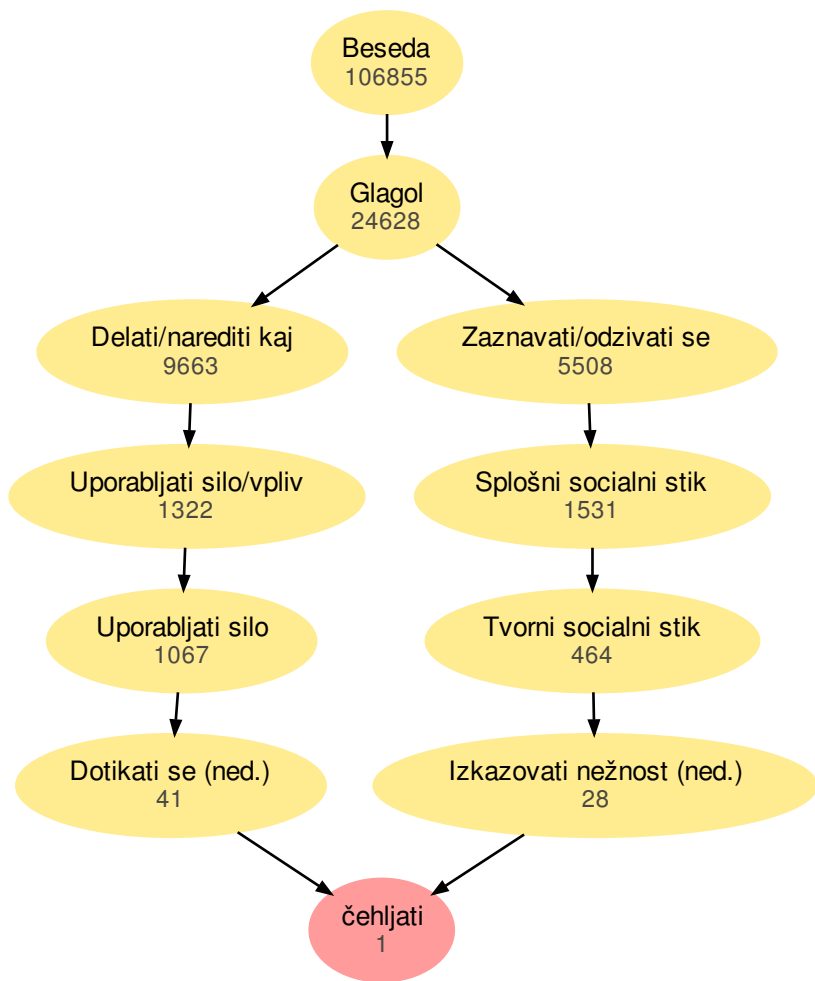 Beseda
106855
Glagol
24628
Delati/narediti kaj
9663
Zaznavati/odzivati se
5508
Uporabljati silo/vpliv
1322
Splošni socialni stik
1531
Uporabljati silo
1067
Tvorni socialni stik
464
Dotikati se (ned.)
41
Izkazovati nežnost (ned.)
28
čehljati
1